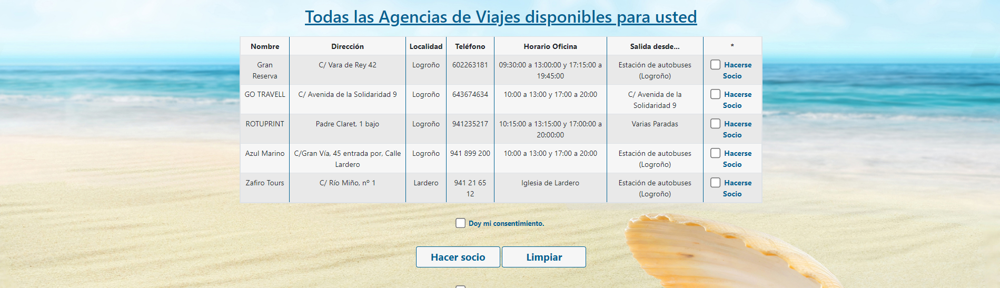 Todas las Agencias de Viajes disponibles para usted
Nombre Dirección Localidad Teléfono Horario Oficina Salida desde... *
Gran C/ Vara de Rey 42 Logroño 602263181 09:30:00 a 13:00:00 y 17:15:00 a Estación de autobuses Hacerse
Reserva 19:45:00 (Logroño) Socio
GO TRAVELL C/ Avenida de la Solidaridad 9 Logroño 643674634 10:00 a 13:00 y 17:00 a 20:00 C/ Avenida de la Hacerse
Solidaridad 9 Socio
ROTUPRINT Padre Claret, 1 bajo Logroño 941235217 10:15:00 a 13:15:00 y 17:00:00 a Varias Paradas Hacerse
20:00:00 Socio
Azul Marino C/Gran Vía, 45 entrada por, Calle Logroño 941 899 200 10:00 a 13:00 y 17:00 a 20:00 Estación de autobuses Hacerse
Lardero (Logroño) Socio
Zafiro Tours C/ Río Miño, nº 1 Lardero 941 21 65 Iglesia de Lardero Estación de autobuses Hacerse
12 (Logroño) Socio
Doy mi consentimiento.
Hacer socio Limpiar